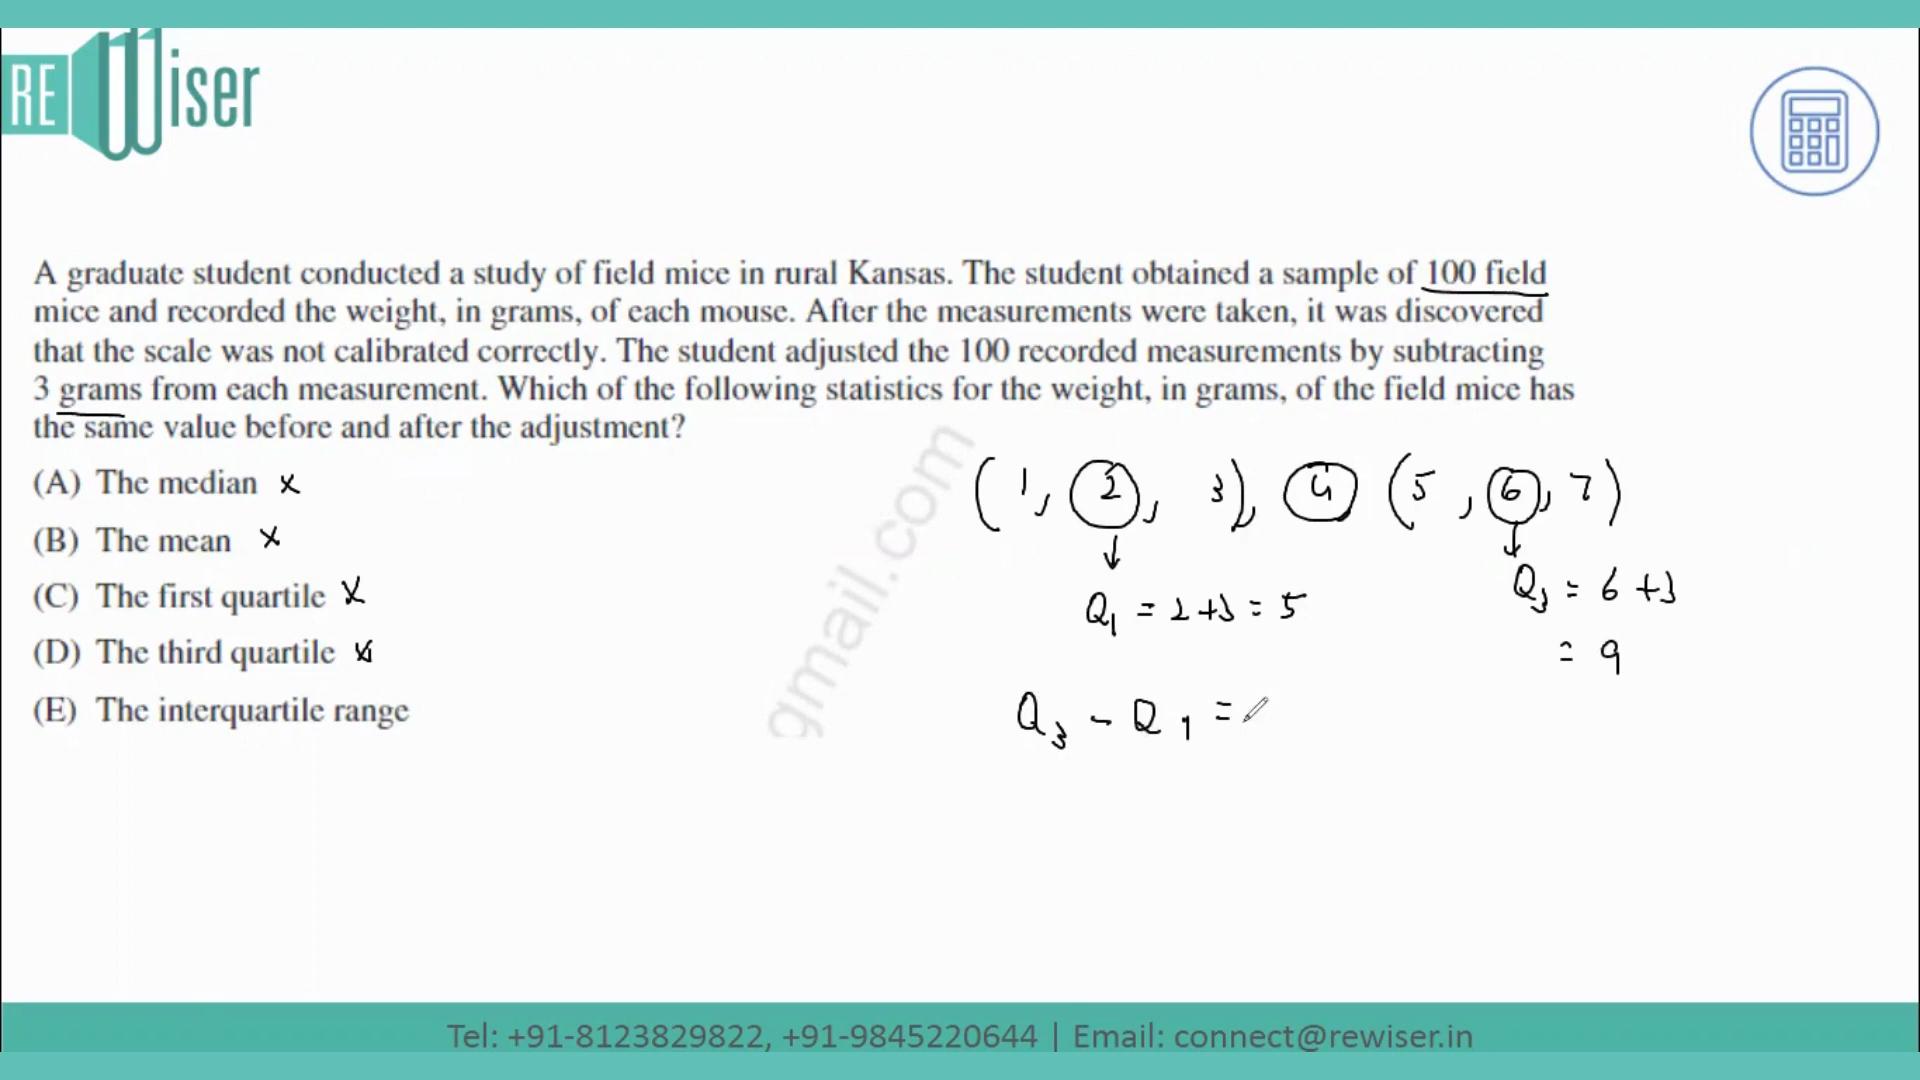 REWiser
A graduate student conducted a study of field mice in rural Kansas. The student obtained a sample of 100 field
mice and recorded the weight, in grams, of each mouse. After the measurements were taken, it was discovered
that the scale was not calibrated correctly. The student adjusted the 100 recorded measurements by subtracting
3 grams from each measurement. Which of the following statistics for the weight, in grams, of the field mice has
the same value before and after the adjustment?
(A) The median x
(B) The mean x
(C) The first quartile x
(D) The third quartile x
(E) The interquartile range
(1, 2, 3), 4 (5, 6, 7)
Q1 = 2+3 = 5
Q3 = 6+3
= 9
Q3 - Q1 =
gmail.com
Tel: +91-8123829822, +91-9845220644 | Email: connect@rewiser.in